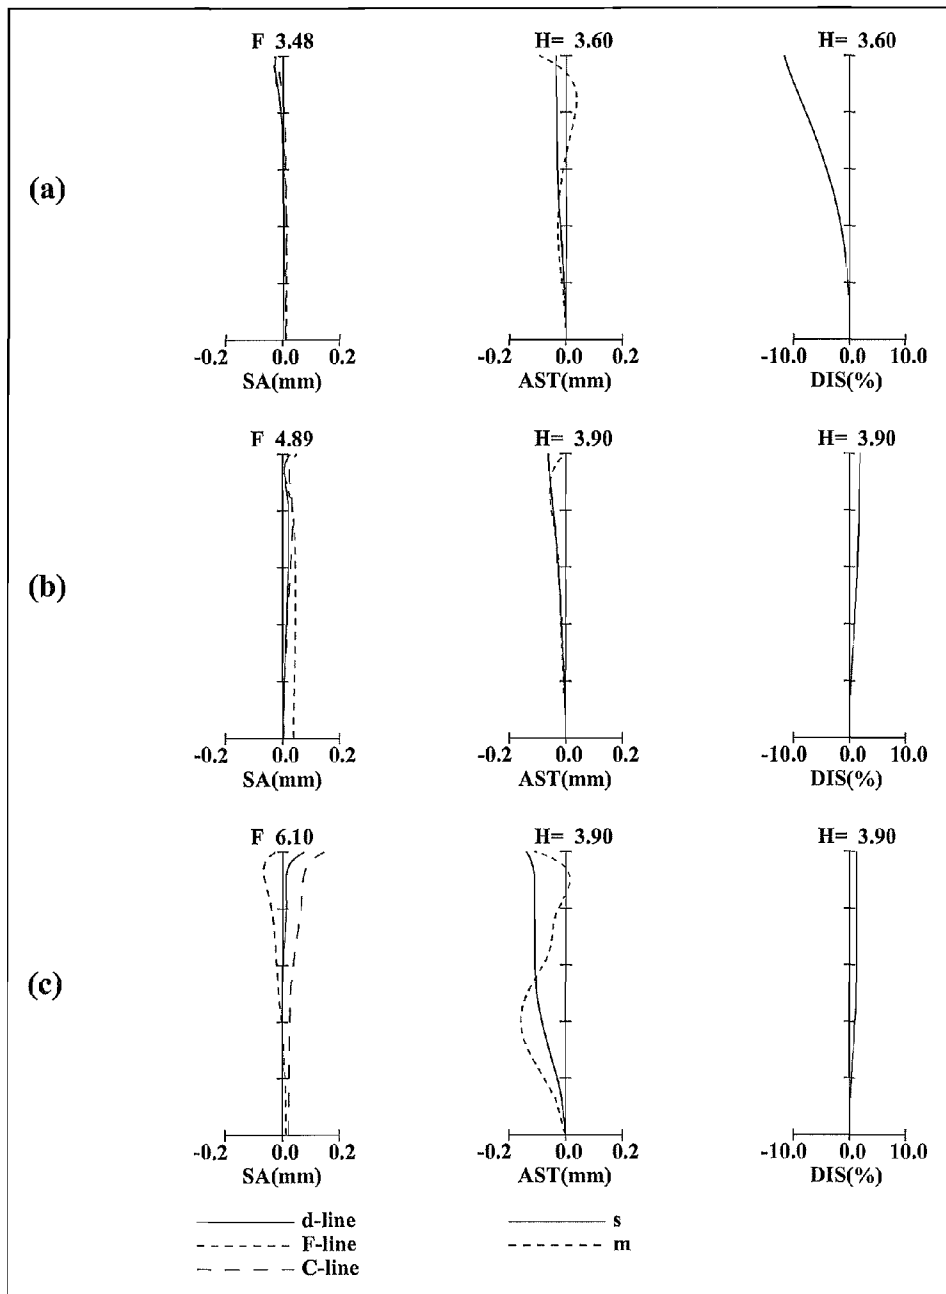 F 3.48 H= 3.60 H= 3.60
(a)
-0.2 0.0 0.2 -0.2 0.0 0.2 -10.0 0.0 10.0
SA(mm) AST(mm) DIS(%)
F 4.89 H= 3.90 H= 3.90
(b)
-0.2 0.0 0.2 -0.2 0.0 0.2 -10.0 0.0 10.0
SA(mm) AST(mm) DIS(%)
F 6.10 H= 3.90 H= 3.90
(c)
-0.2 0.0 0.2 -0.2 0.0 0.2 -10.0 0.0 10.0
SA(mm) AST(mm) DIS(%)
d-line s
F-line m
C-line